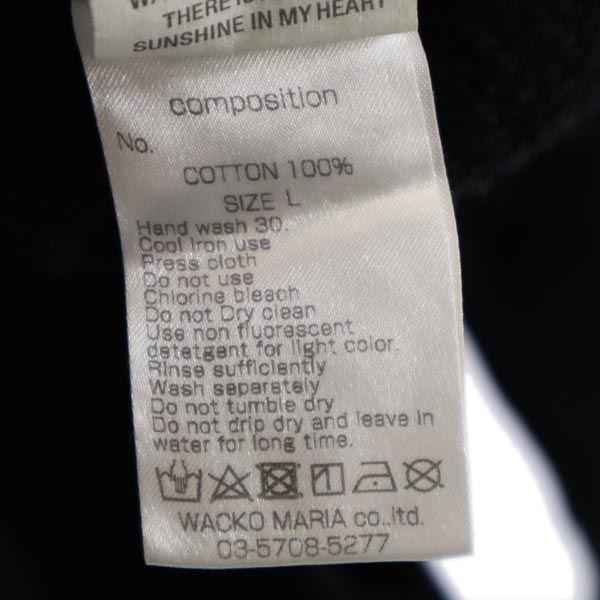 THERE
SUNSHINE IN MY HEART
composition
No.
COTTON 100%
SIZE L
Hand wash 30.
Cool iron use
Press cloth
Do not use
Chlorine bleach
Do not Dry clean
Use non fluorescent
detetgent for light color.
Rinse sufficiently
Wash separately
Do not tumble dry
Do not drip dry and leave in
water for long time.
WACKO MARIA co.,ltd.
03-5708-5277